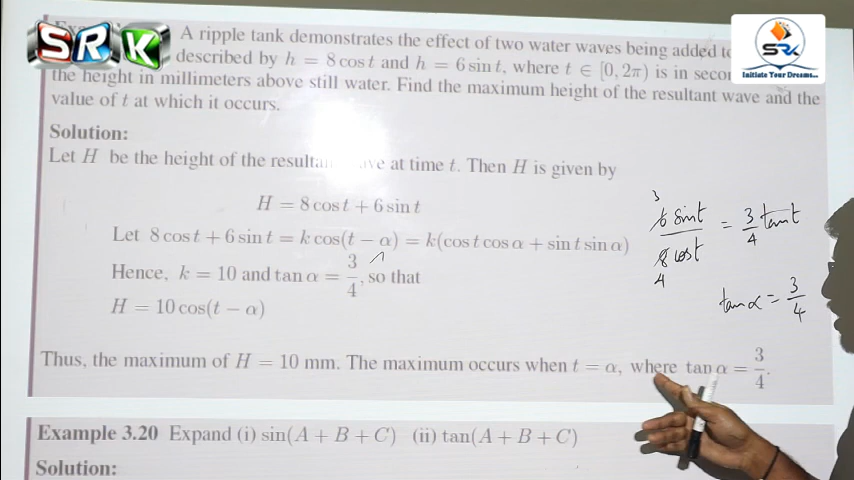 SRK
A ripple tank demonstrates the effect of two water waves being added
described by h = 8 cos t and h = 6 sin t, where t ∈ [0, 2π) is in
the height in millimeters above still water. Find the maximum height of the resultant wave and the
value of t at which it occurs.
SRK
Initiate Your Dreams...
Solution:
Let H be the height of the at time t. Then H is given by
H = 8 cos t + 6 sin t
Let 8 cos t + 6 sin t = k cos(t − α) = k(cos t cos α + sin t sin α)
Hence, k = 10 and tan α = 3/4, so that
H = 10 cos(t − α)
3
6 sin t / 8 cos t = 3/4 tan t
4
tan α = 3/4
Thus, the maximum of H = 10 mm. The maximum occurs when t = α, where tan α = 3/4.
Example 3.20 Expand (i) sin(A + B + C) (ii) tan(A + B + C)
Solution: